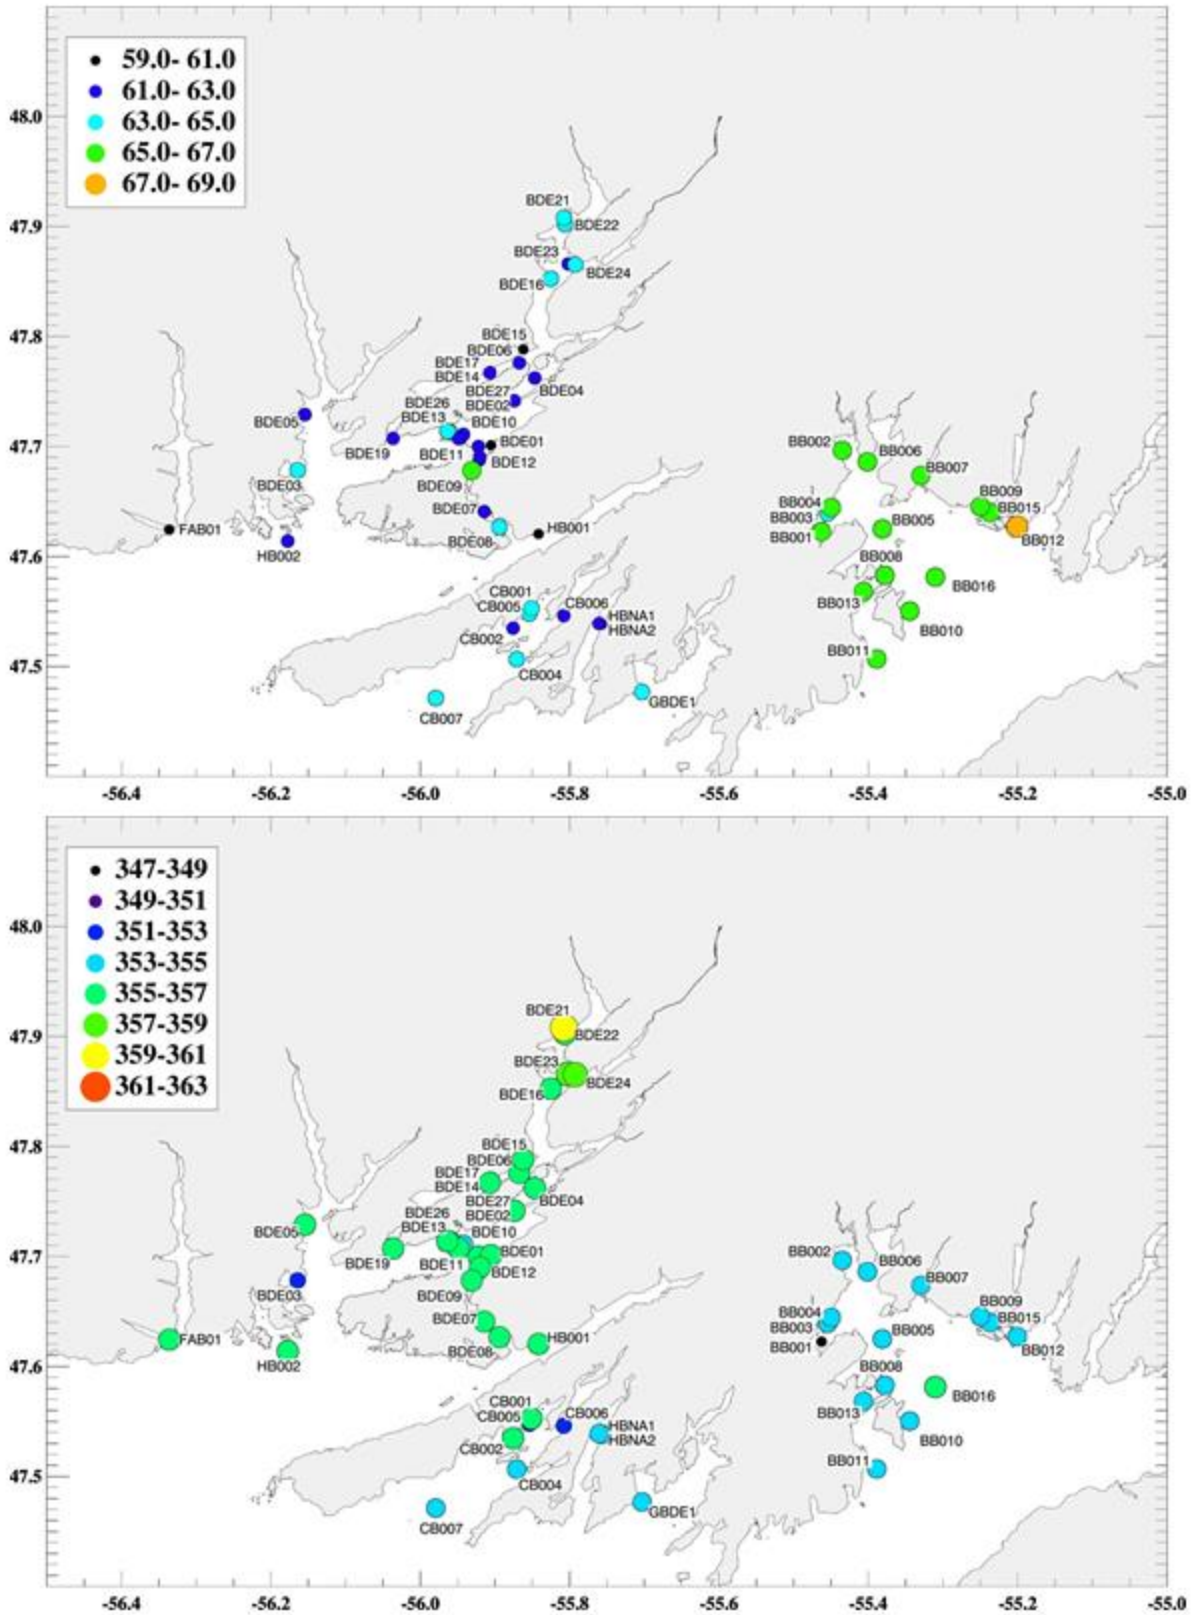 59.0- 61.0
61.0- 63.0
63.0- 65.0
65.0- 67.0
67.0- 69.0
48.0
47.9
47.8
47.7
47.6
47.5
BDE21
BDE22
BDE23
BDE24
BDE16
BDE15
BDE06
BDE17
BDE14
BDE04
BDE27
BDE02
BDE26
BDE13
BDE10
BDE05
BDE19
BDE11
BDE01
BDE12
BDE03
BDE09
BDE07
FAB01
HB001
HB002
BDE08
CB001
CB005
CB006
HBNA1
HBNA2
CB002
CB004
CB007
GBDE1
BB002
BB006
BB007
BB004
BB009
BB003
BB015
BB001
BB005
BB012
BB008
BB016
BB013
BB010
BB011
-56.4 -56.2 -56.0 -55.8 -55.6 -55.4 -55.2 -55.0
347-349
349-351
351-353
353-355
355-357
357-359
359-361
361-363
48.0
47.9
47.8
47.7
47.6
47.5
BDE21
BDE22
BDE23
BDE24
BDE16
BDE15
BDE06
BDE17
BDE14
BDE04
BDE27
BDE02
BDE26
BDE13
BDE10
BDE05
BDE19
BDE11
BDE01
BDE12
BDE03
BDE09
BDE07
FAB01
HB001
HB002
BDE08
CB001
CB005
CB006
HBNA1
HBNA2
CB002
CB004
CB007
GBDE1
BB002
BB006
BB007
BB004
BB009
BB003
BB015
BB001
BB005
BB012
BB008
BB016
BB013
BB010
BB011
-56.4 -56.2 -56.0 -55.8 -55.6 -55.4 -55.2 -55.0